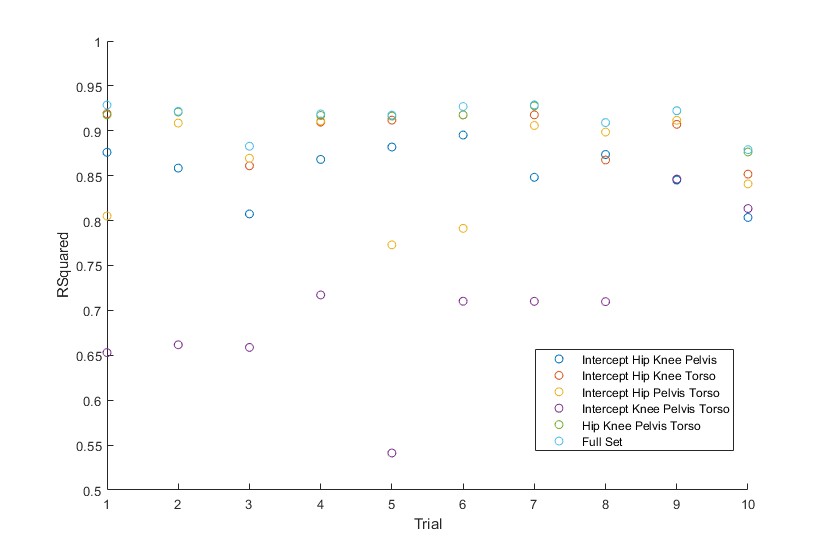 1
0.95
0.9
0.85
0.8
0.75
0.7
0.65
0.6
0.55
0.5
RSquared
1 2 3 4 5 6 7 8 9 10
Trial
Intercept Hip Knee Pelvis
Intercept Hip Knee Torso
Intercept Hip Pelvis Torso
Intercept Knee Pelvis Torso
Hip Knee Pelvis Torso
Full Set